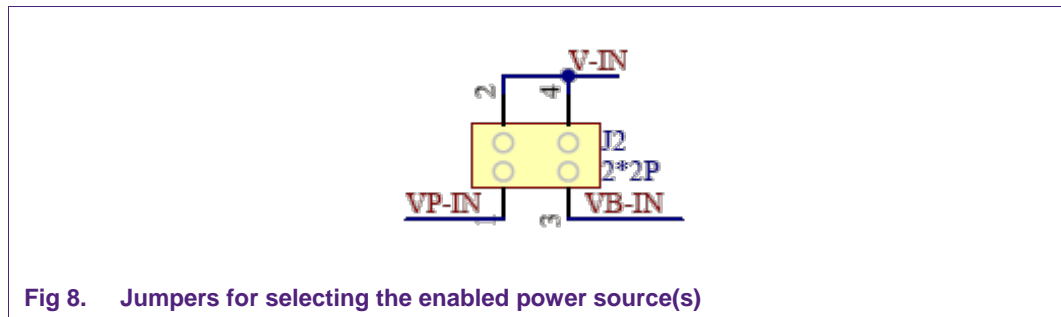 V-IN
2 4
J2
2*2P
VP-IN VB-IN
1 3
Fig 8. Jumpers for selecting the enabled power source(s)